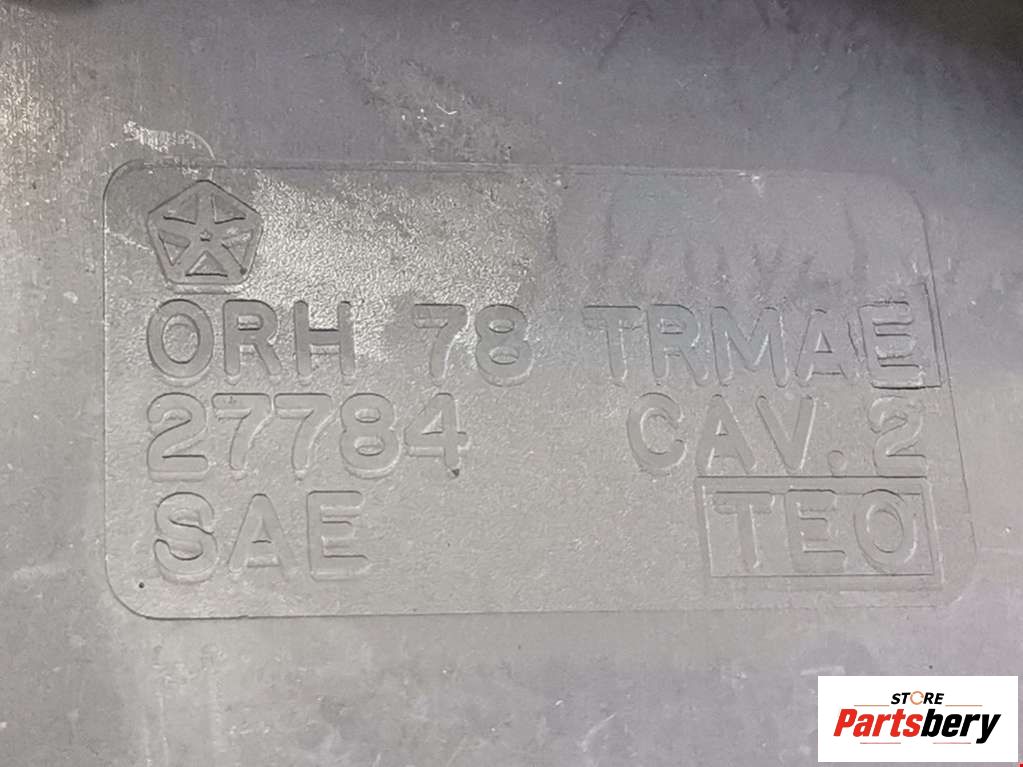 ORH 78 TRMAE
27784 CAV.2
SAE TEO
STORE
Partsbery